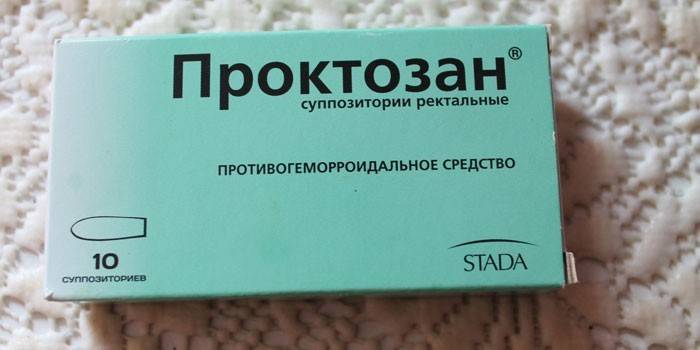 Проктозан®
суппозитории ректальные
ПРОТИВОГЕМОРРОИДАЛЬНОЕ СРЕДСТВО
10
СУППОЗИТОРИЕВ
STADA